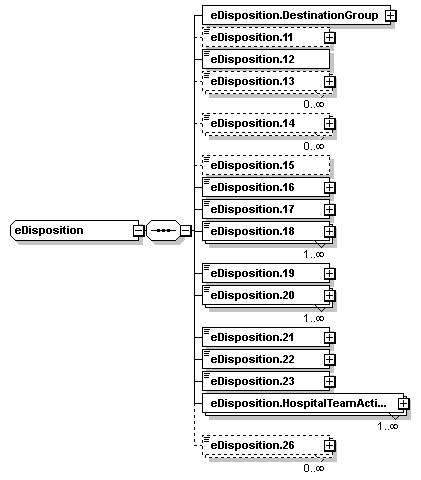 eDisposition.DestinationGroup
eDisposition.11
eDisposition.12
eDisposition.13
0..∞
eDisposition.14
0..∞
eDisposition.15
eDisposition.16
eDisposition.17
eDisposition
eDisposition.18
1..∞
eDisposition.19
eDisposition.20
1..∞
eDisposition.21
eDisposition.22
eDisposition.23
eDisposition.HospitalTeamActi...
1..∞
eDisposition.26
0..∞